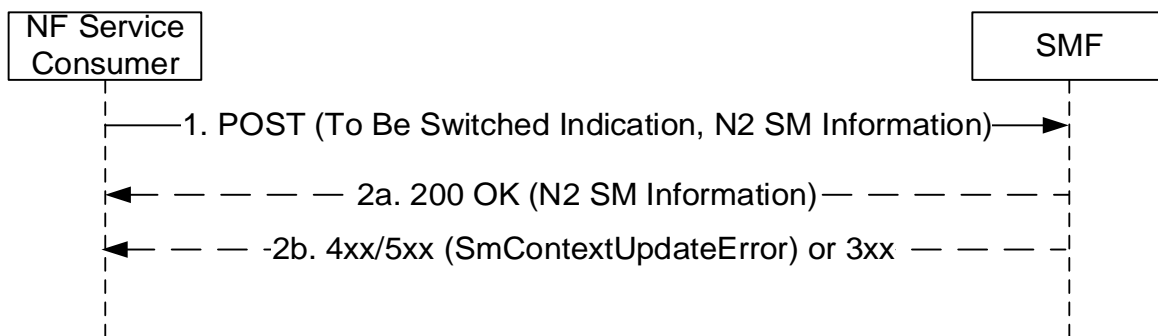 NF Service
Consumer
SMF
1. POST (To Be Switched Indication, N2 SM Information)
2a. 200 OK (N2 SM Information)
2b. 4xx/5xx (SmContextUpdateError) or 3xx